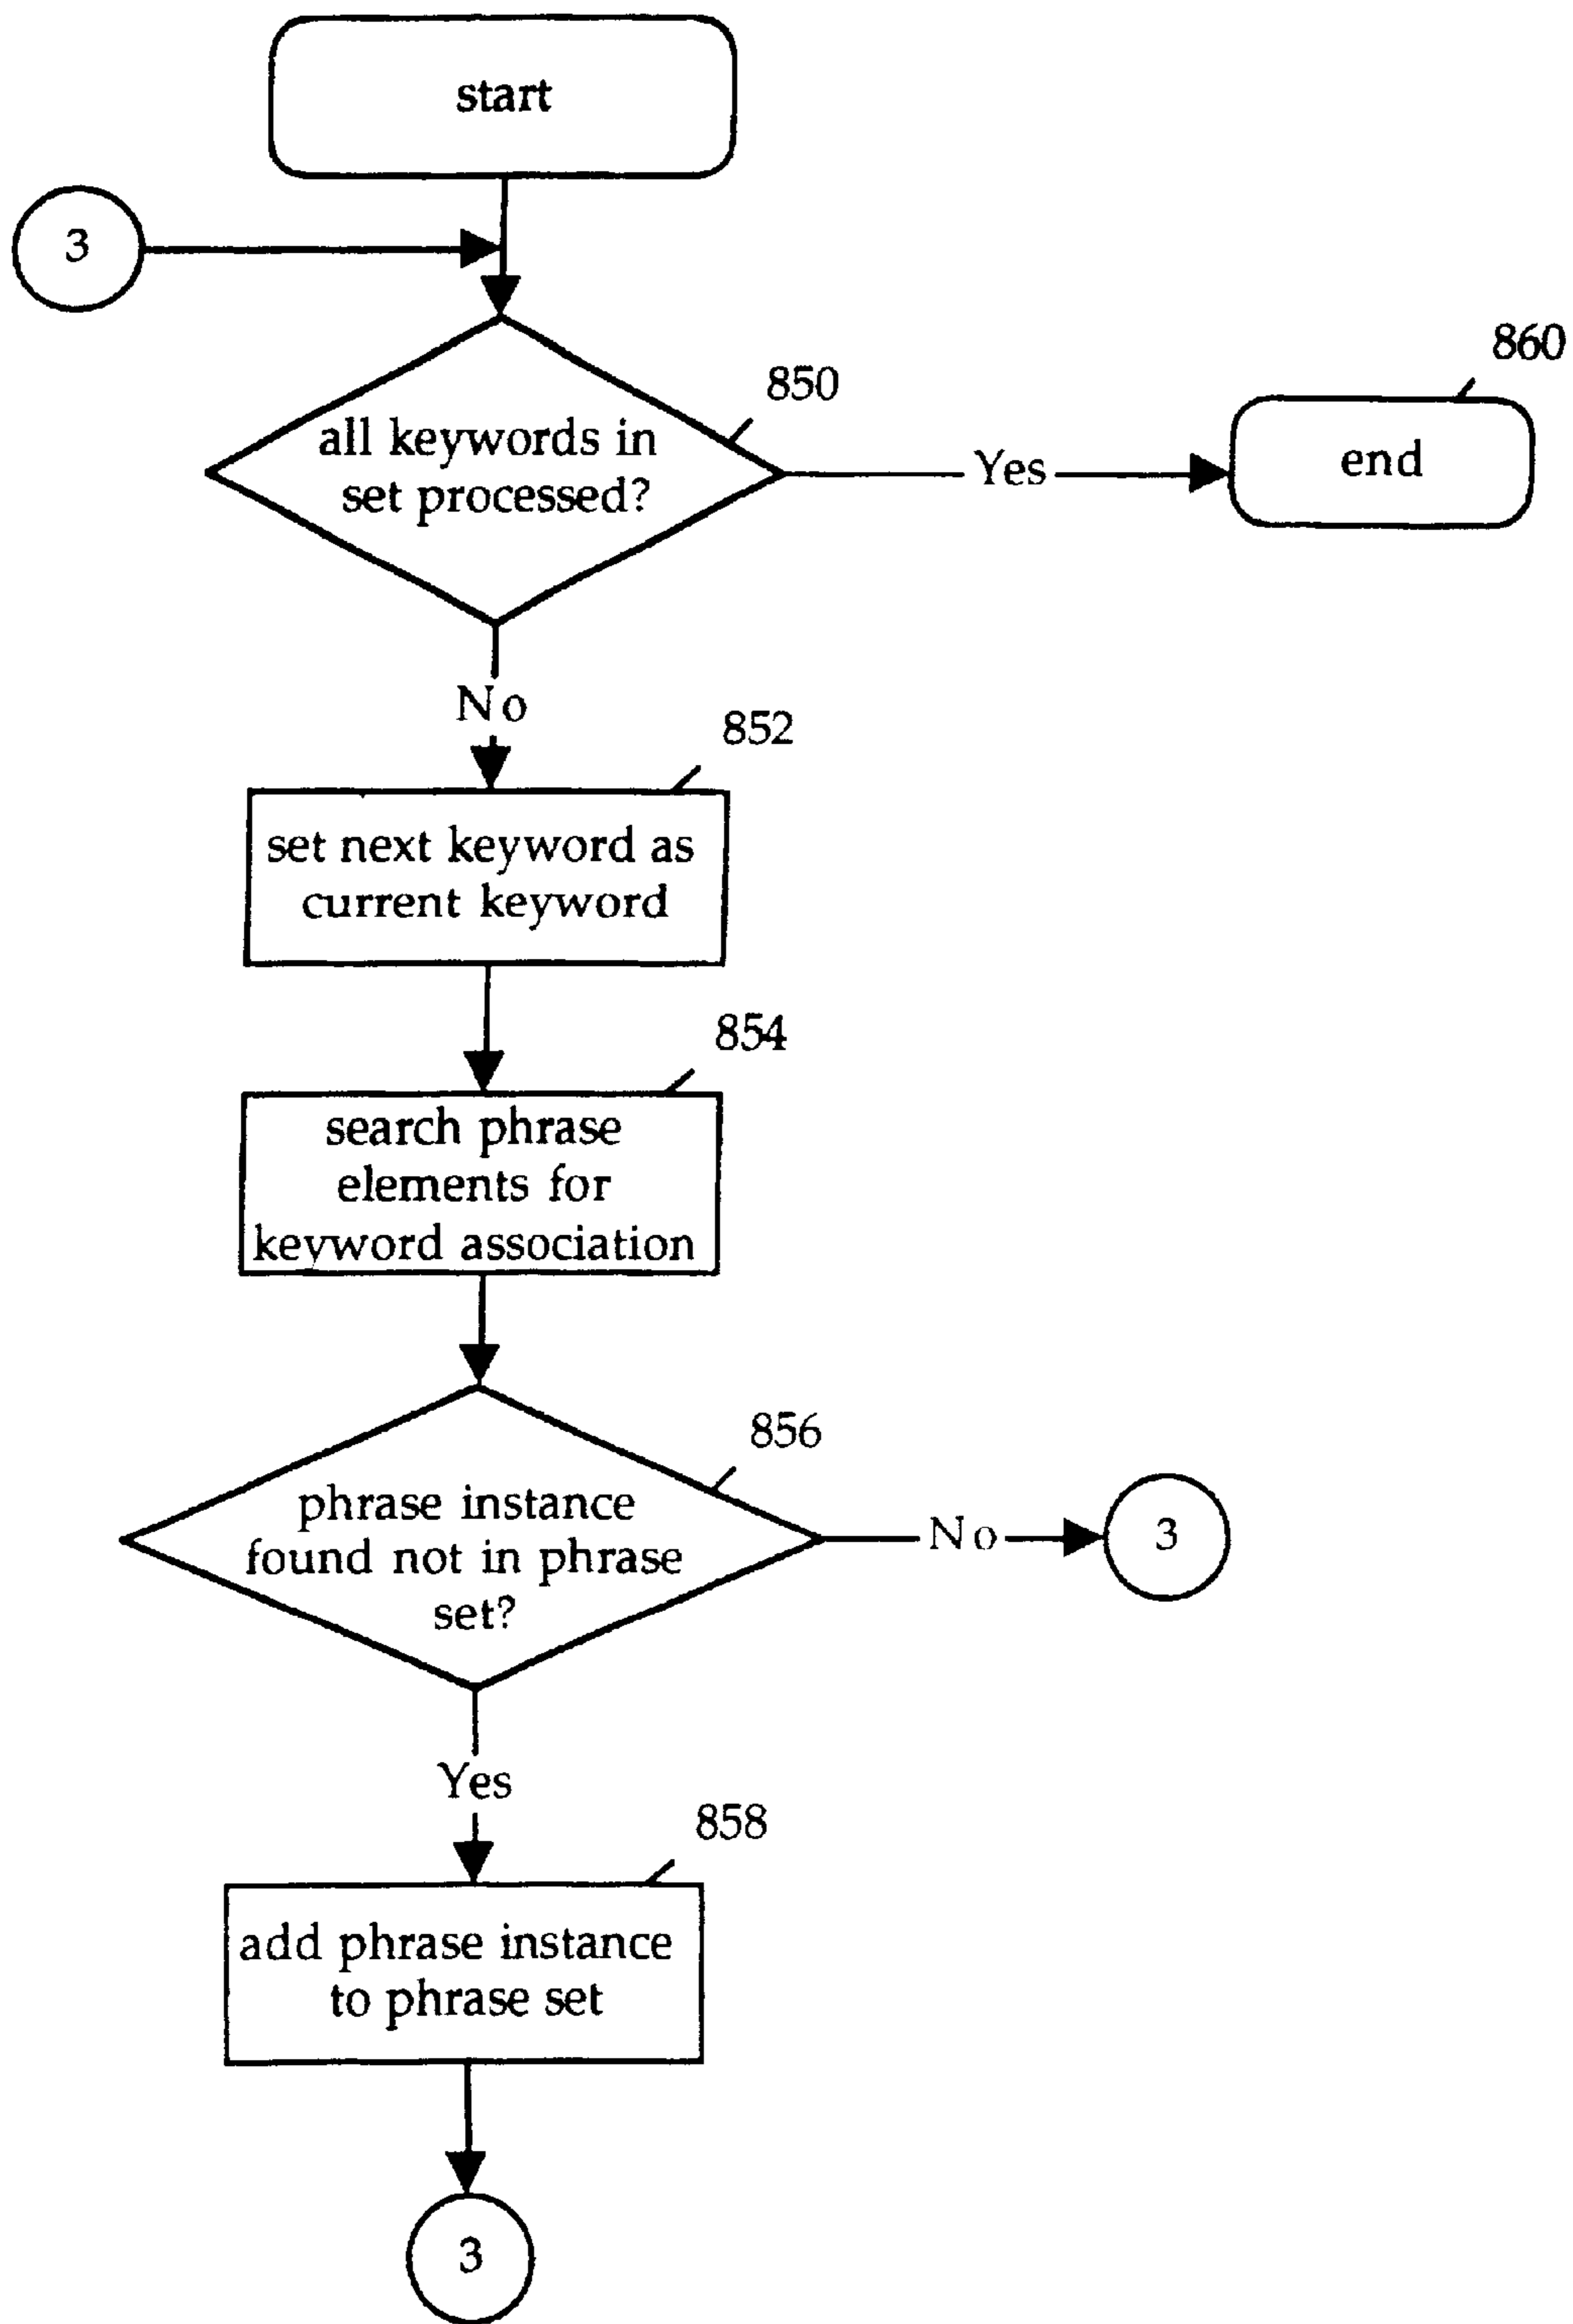 start
3
850
860
all keywords in
set processed?
Yes
end
No
852
set next keyword as
current keyword
854
search phrase
elements for
keyword association
856
phrase instance
found not in phrase
set?
No
3
Yes
858
add phrase instance
to phrase set
3